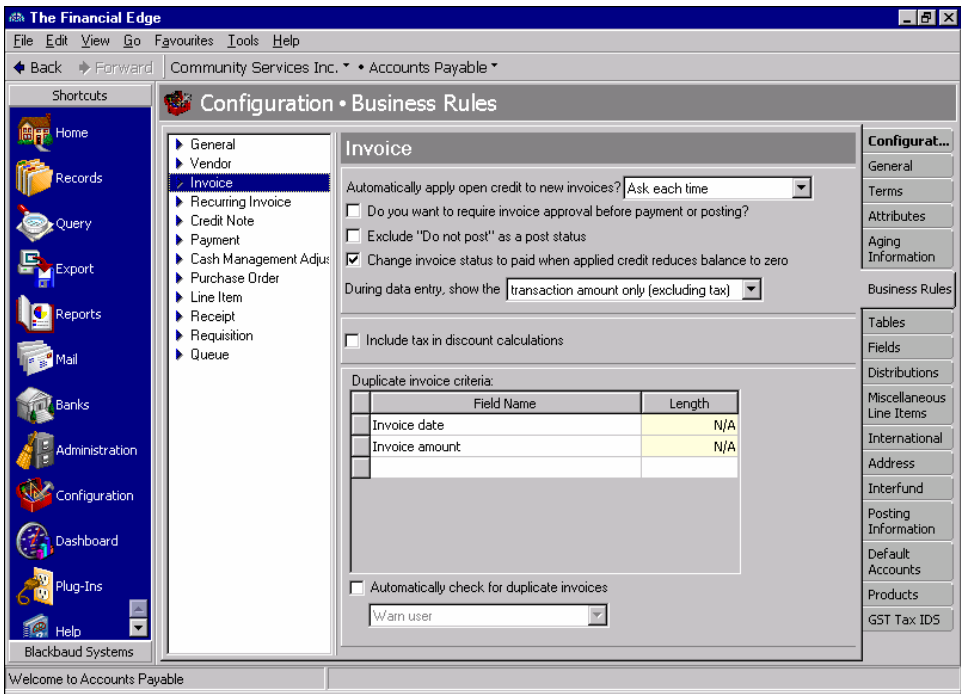 The Financial Edge
File Edit View Go Favourites Tools Help
Back Forward Community Services Inc. • Accounts Payable
Shortcuts
Home
Records
Query
Export
Reports
Mail
Banks
Administration
Configuration
Dashboard
Plug-Ins
Help
Blackbaud Systems
Configuration • Business Rules
General
Vendor
Invoice
Recurring Invoice
Credit Note
Payment
Cash Management Adjus
Purchase Order
Line Item
Receipt
Requisition
Queue
Invoice
Automatically apply open credit to new invoices? Ask each time
Do you want to require invoice approval before payment or posting?
Exclude "Do not post" as a post status
Change invoice status to paid when applied credit reduces balance to zero
During data entry, show the transaction amount only (excluding tax)
Include tax in discount calculations
Duplicate invoice criteria:
Field Name Length
Invoice date N/A
Invoice amount N/A
Automatically check for duplicate invoices
Warn user
Configurat...
General
Terms
Attributes
Aging
Information
Business Rules
Tables
Fields
Distributions
Miscellaneous
Line Items
International
Address
Interfund
Posting
Information
Default
Accounts
Products
GST Tax IDS
Welcome to Accounts Payable